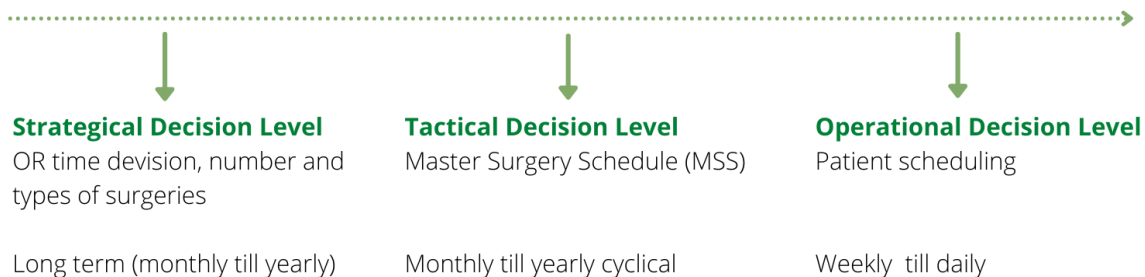 Strategical Decision Level
OR time devision, number and
types of surgeries
Long term (monthly till yearly)
Tactical Decision Level
Master Surgery Schedule (MSS)
Monthly till yearly cyclical
Operational Decision Level
Patient scheduling
Weekly till daily